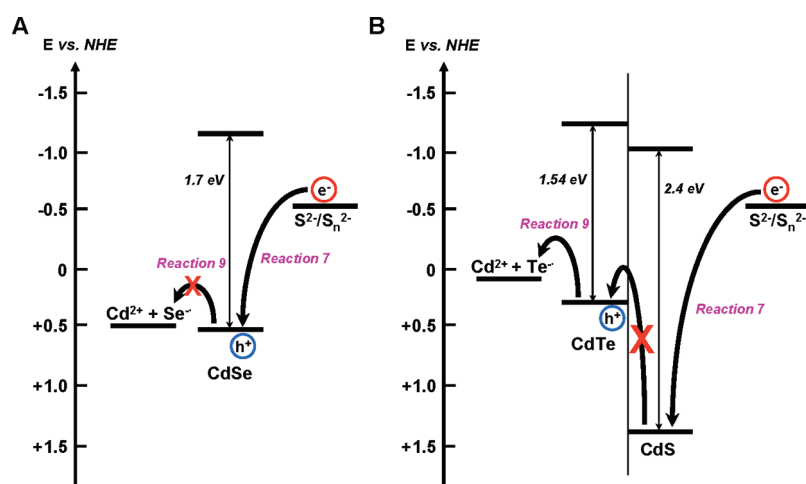 A
E vs. NHE
-1.5
-1.0
-0.5
0
+0.5
+1.0
+1.5
1.7 eV
e-
S2-/Sn2-
Reaction 9
Reaction 7
X
Cd2+ + Se-·
h+
CdSe
B
E vs. NHE
-1.5
-1.0
-0.5
0
+0.5
+1.0
+1.5
1.54 eV
2.4 eV
e-
S2-/Sn2-
Reaction 9
Cd2+ + Te-·
Reaction 7
h+
CdTe
X
CdS